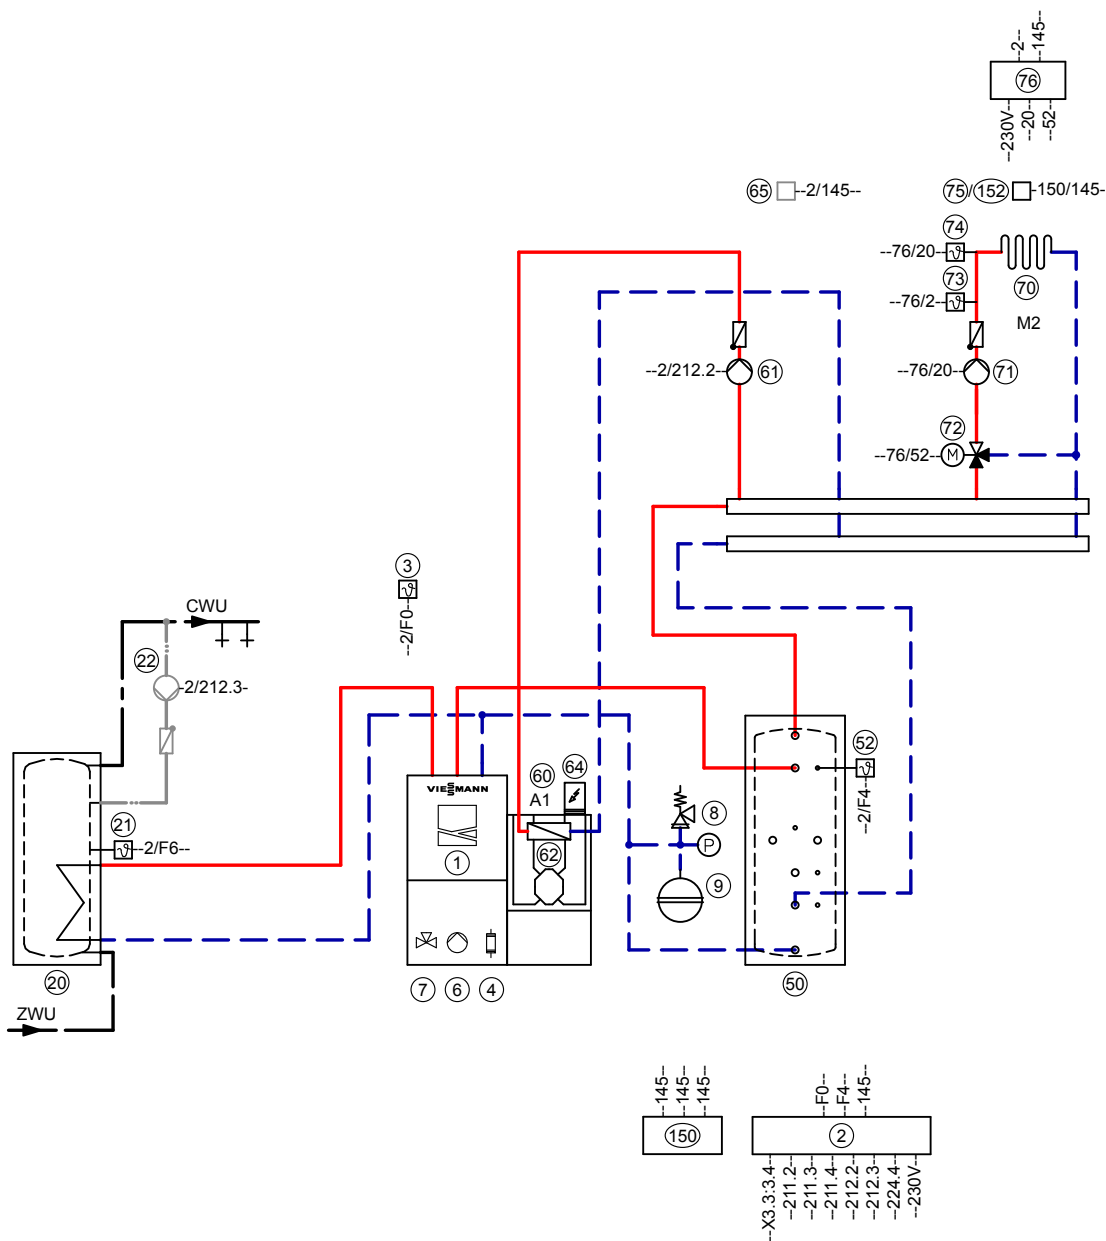 --2--
--145--
76
--230V--
--20--
--52--
65 --2/145--
75/152 -150/145-
74
--76/20--
73
--76/2--
70
M2
--2/212.2-- 61
--76/20-- 71
72
--76/52-- M
3
--2/F0--
CWU
22
-2/212.3-
21
--2/F6--
20
ZWU
VIESSMANN
1
7
6
4
60
64
A1
62
8
P
9
52
--2/F4--
50
--145--
--145--
--145--
150
--F0--
--F4--
--145--
2
--X3.3:3.4--
--211.2--
--211.3--
--211.4--
--212.2--
--212.3--
--224.4--
--230V--